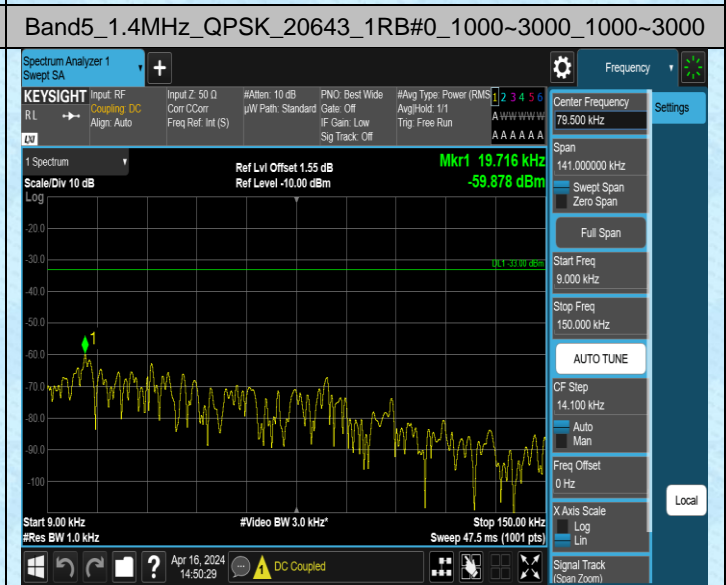 Band5_1.4MHz_QPSK_20643_1RB#0_1000~3000_1000~3000
Spectrum Analyzer 1
Swept SA
+
Frequency
KEYSIGHT
RL
LXI
Input: RF
Coupling: DC
Align: Auto
Input Z: 50 Ω
Corr CCorr
Freq Ref: Int (S)
#Atten: 10 dB
µW Path: Standard
PNO: Best Wide
Gate: Off
IF Gain: Low
Sig Track: Off
#Avg Type: Power (RMS
Avg|Hold: 1/1
Trig: Free Run
1 2 3 4 5 6
A W W W W W
A A A A A A
1 Spectrum
Scale/Div 10 dB
Log
Ref Lvl Offset 1.55 dB
Ref Level -10.00 dBm
Mkr1 19.716 kHz
-59.878 dBm
-20.0
-30.0
DL1 -33.00 dBm
-40.0
-50.0
1
-60.0
-70.0
-80.0
-90.0
-100
Start 9.00 kHz
#Res BW 1.0 kHz
#Video BW 3.0 kHz*
Stop 150.00 kHz
Sweep 47.5 ms (1001 pts)
Center Frequency
79.500 kHz
Settings
Span
141.000000 kHz
Swept Span
Zero Span
Full Span
Start Freq
9.000 kHz
Stop Freq
150.000 kHz
AUTO TUNE
CF Step
14.100 kHz
Auto
Man
Freq Offset
0 Hz
X Axis Scale
Log
Lin
Local
Signal Track
(Span Zoom)
?
Apr 16, 2024
14:50:29
1
DC Coupled